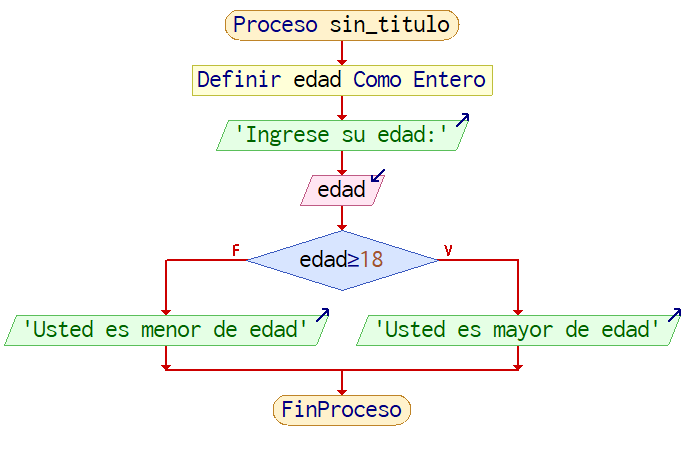 Proceso sin_titulo
Definir edad Como Entero
'Ingrese su edad:'
edad
F
V
edad≥18
'Usted es menor de edad'
'Usted es mayor de edad'
FinProceso